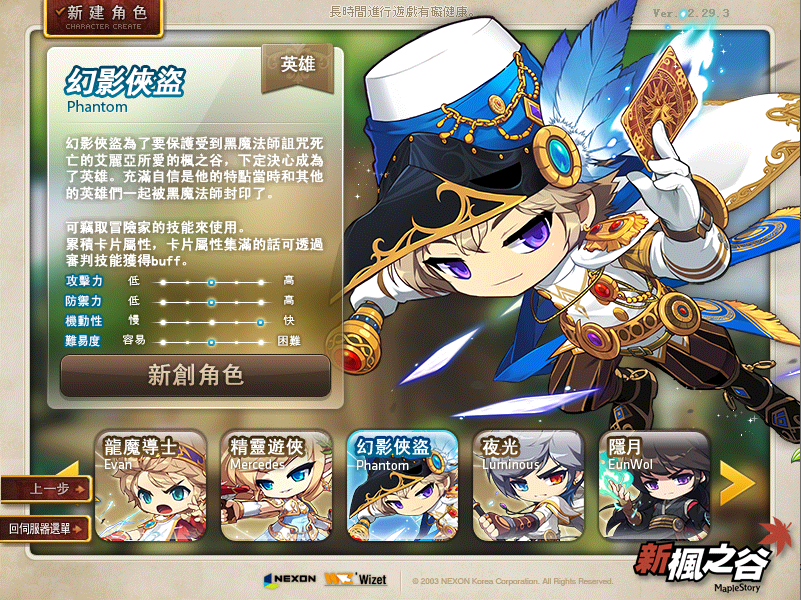 新建角色
CHARACTER CREATE
長時間進行遊戲有礙健康。
英雄
幻影俠盜
Phantom
幻影俠盜為了要保護受到黑魔法師詛咒死
亡的艾麗亞所愛的楓之谷，下定決心成為
了英雄。充滿自信是他的特點當時和其他
的英雄們一起被黑魔法師封印了。
可竊取冒險家的技能來使用。
累積卡片屬性，卡片屬性集滿的話可透過
審判技能獲得buff。
攻擊力 低 高
防禦力 低 高
機動性 慢 快
難易度 容易 困難
新創角色
龍魔導士
Evan
精靈遊俠
Mercedes
幻影俠盜
Phantom
夜光
Luminous
隱月
EunWol
上一步
回伺服器選單
新楓之谷
MapleStory
NEXON Wizet © 2003 NEXON Korea Corporation. All Rights Reserved.